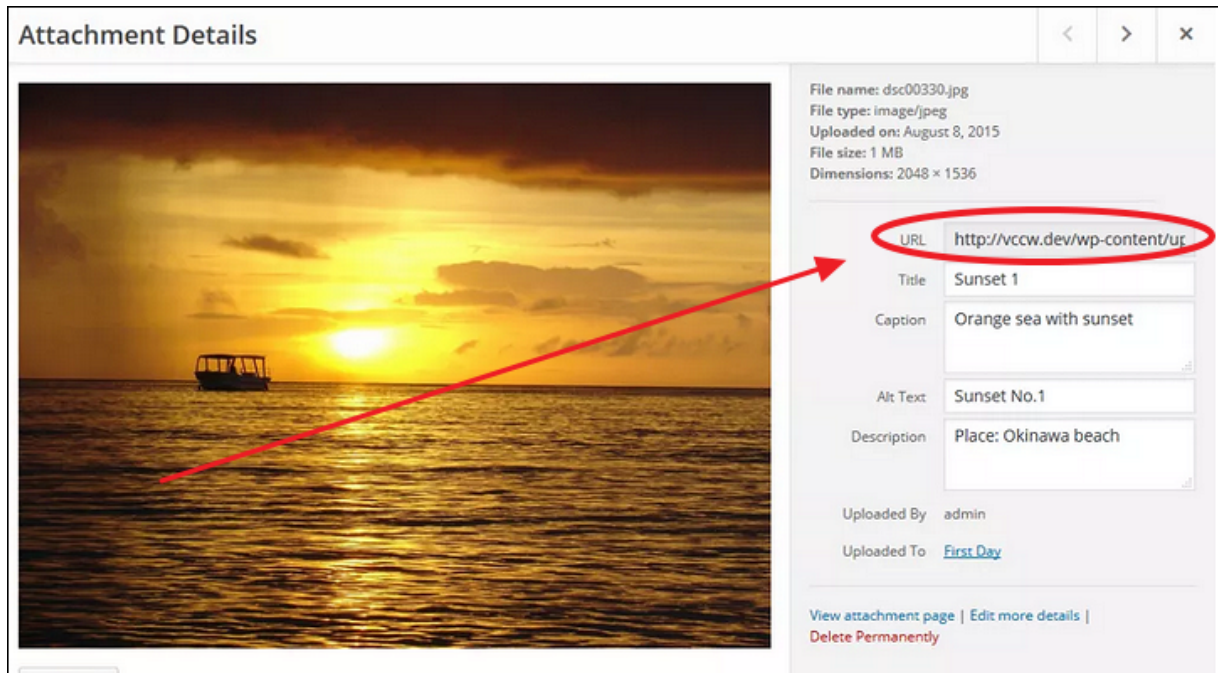 Attachment Details
File name: dsc00330.jpg
File type: image/jpeg
Uploaded on: August 8, 2015
File size: 1 MB
Dimensions: 2048 × 1536
URL http://vccw.dev/wp-content/up
Title Sunset 1
Caption Orange sea with sunset
Alt Text Sunset No.1
Description Place: Okinawa beach
Uploaded By admin
Uploaded To First Day
View attachment page | Edit more details |
Delete Permanently